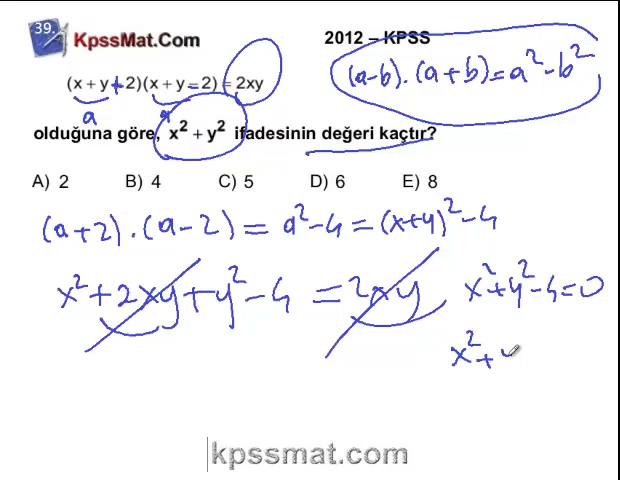 39.
KpssMat.Com
2012 – KPSS
(a-b).(a+b)=a²-b²
(x + y + 2)(x + y – 2) = 2xy
a a
olduğuna göre, x² + y² ifadesinin değeri kaçtır?
A) 2 B) 4 C) 5 D) 6 E) 8
(a+2).(a-2) = a²-4 = (x+y)²-4
x²+2xy+y²-4 = 2xy x²+y²-4=0
x²+
kpssmat.com